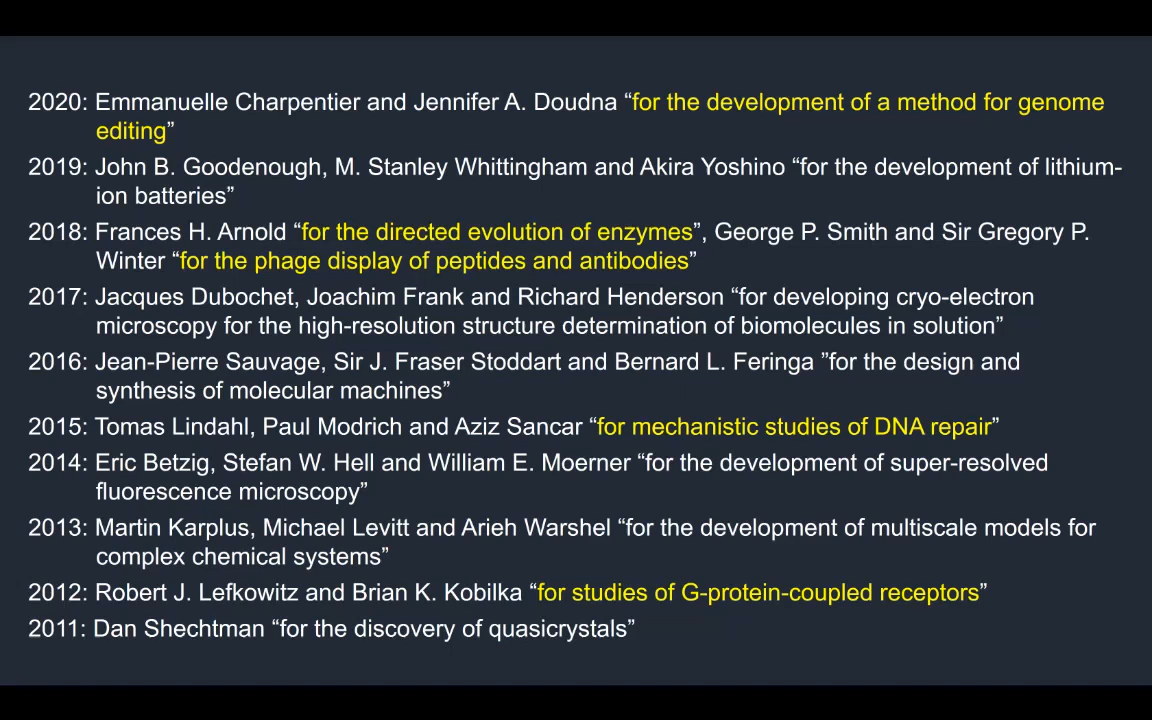 2020: Emmanuelle Charpentier and Jennifer A. Doudna “for the development of a method for genome
editing”
2019: John B. Goodenough, M. Stanley Whittingham and Akira Yoshino “for the development of lithium-
ion batteries”
2018: Frances H. Arnold “for the directed evolution of enzymes”, George P. Smith and Sir Gregory P.
Winter “for the phage display of peptides and antibodies”
2017: Jacques Dubochet, Joachim Frank and Richard Henderson “for developing cryo-electron
microscopy for the high-resolution structure determination of biomolecules in solution”
2016: Jean-Pierre Sauvage, Sir J. Fraser Stoddart and Bernard L. Feringa ”for the design and
synthesis of molecular machines”
2015: Tomas Lindahl, Paul Modrich and Aziz Sancar “for mechanistic studies of DNA repair”
2014: Eric Betzig, Stefan W. Hell and William E. Moerner “for the development of super-resolved
fluorescence microscopy”
2013: Martin Karplus, Michael Levitt and Arieh Warshel “for the development of multiscale models for
complex chemical systems”
2012: Robert J. Lefkowitz and Brian K. Kobilka “for studies of G-protein-coupled receptors”
2011: Dan Shechtman “for the discovery of quasicrystals”